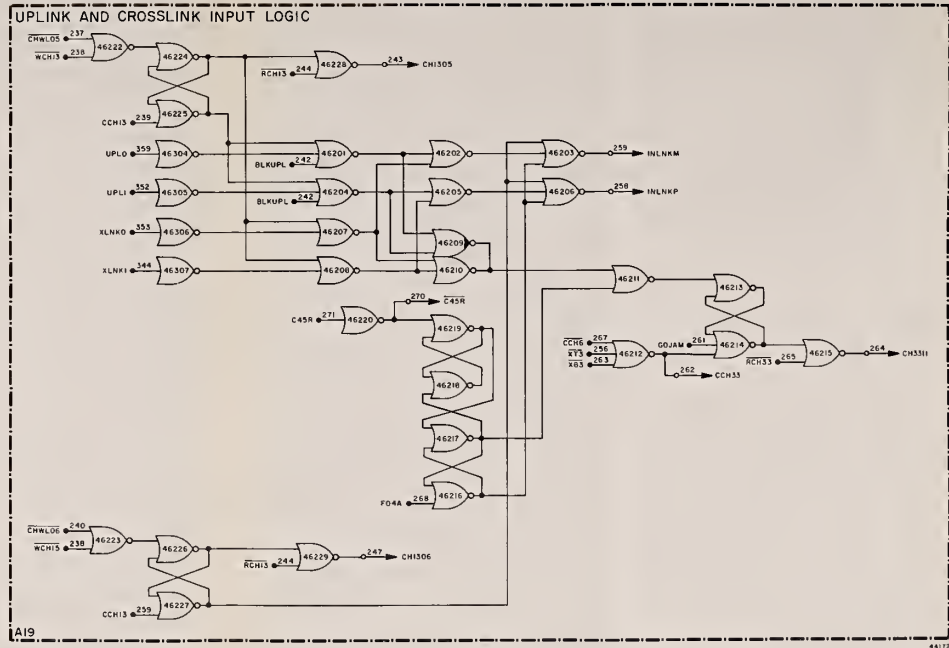 UPLINK AND CROSSLINK INPUT LOGIC
CHWL05 237
WCH13 238
46222
46224
46225
CCH13 239
46228
RCH13 244
243 CH1305
UPL0 359
46304
46201
BLKUPL 242
46202
46203
259 INLNKM
UPL1 352
46305
46204
BLKUPL 242
46205
46206
258 INLNKP
XLNK0 353
46306
46207
46209
XLNK1 344
46307
46208
46210
46211
46213
C45R 271
46220
270 C45R
46219
46218
46217
46216
F04A 268
CCH6 267
XT3 256
XB3 263
46212
GOJAM 261
46214
262 CCH33
RCH33 265
46215
264 CH3311
CHWL06 240
WCH13 238
46223
46226
46227
CCH13 259
46229
RCH13 244
247 CH1306
A19